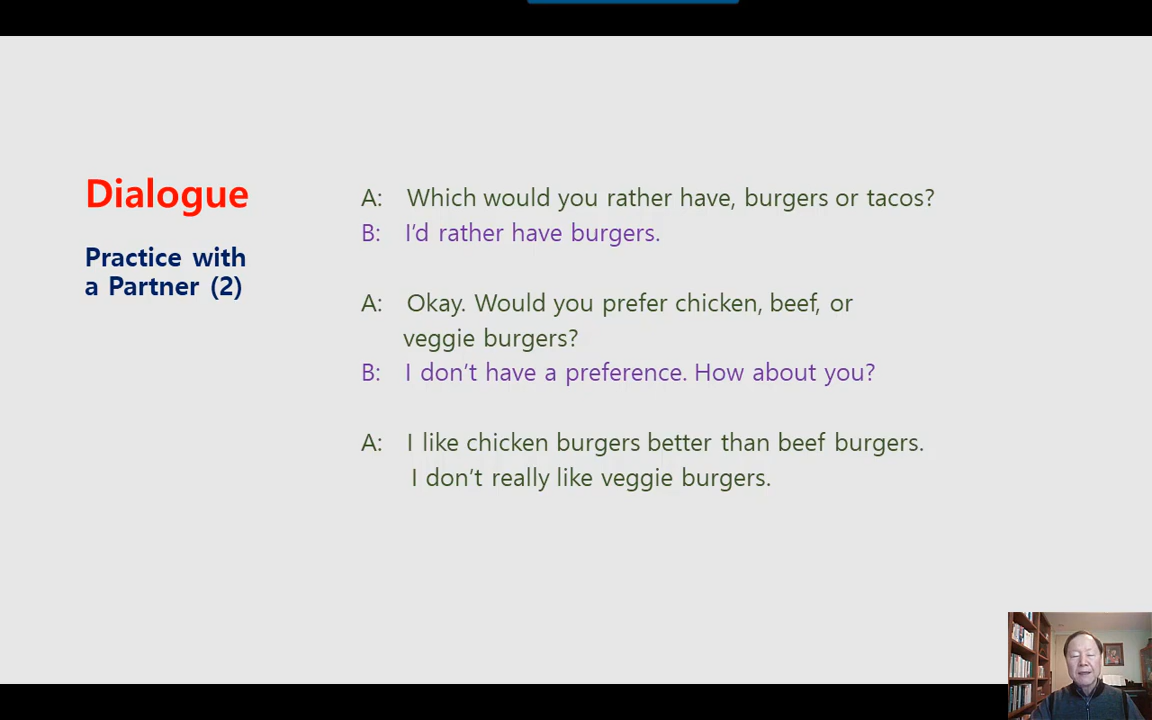 Dialogue
Practice with
a Partner (2)
A: Which would you rather have, burgers or tacos?
B: I'd rather have burgers.
A: Okay. Would you prefer chicken, beef, or
veggie burgers?
B: I don't have a preference. How about you?
A: I like chicken burgers better than beef burgers.
I don't really like veggie burgers.